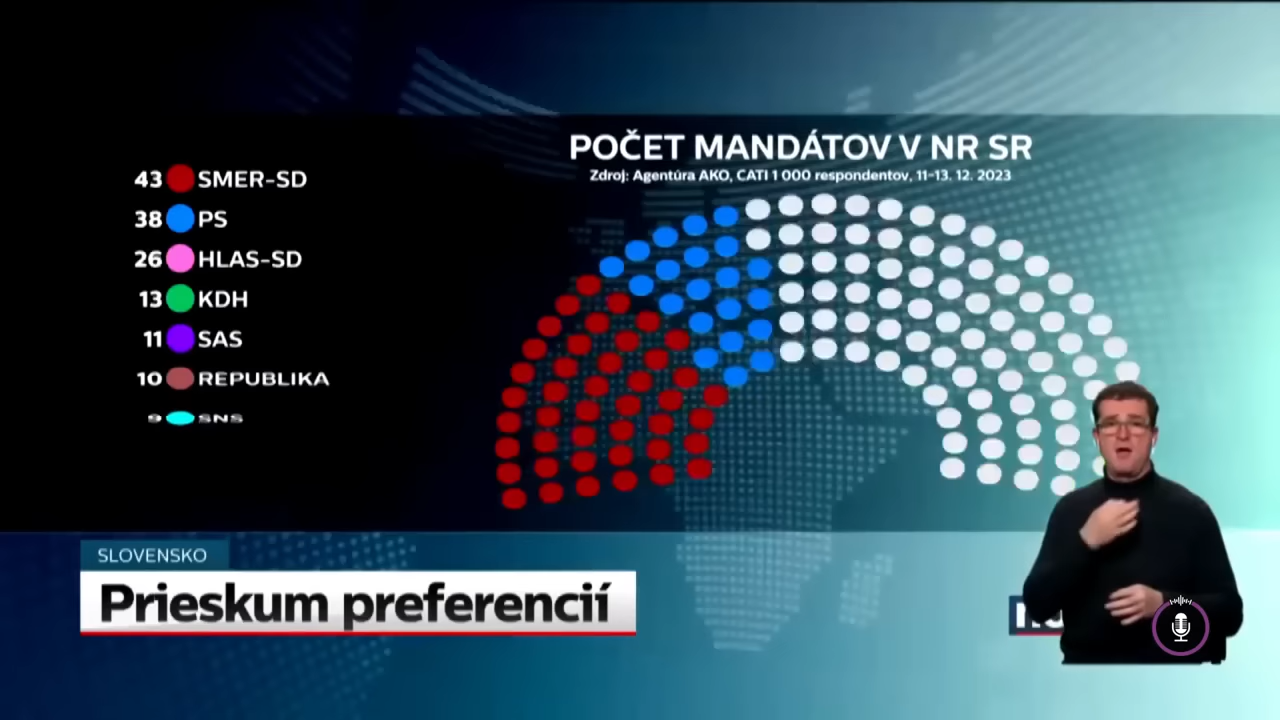 POČET MANDÁTOV V NR SR
Zdroj: Agentúra AKO, CATI 1 000 respondentov, 11-13. 12. 2023
43 SMER-SD
38 PS
26 HLAS-SD
13 KDH
11 SAS
10 REPUBLIKA
9 SNS
SLOVENSKO
Prieskum preferencií